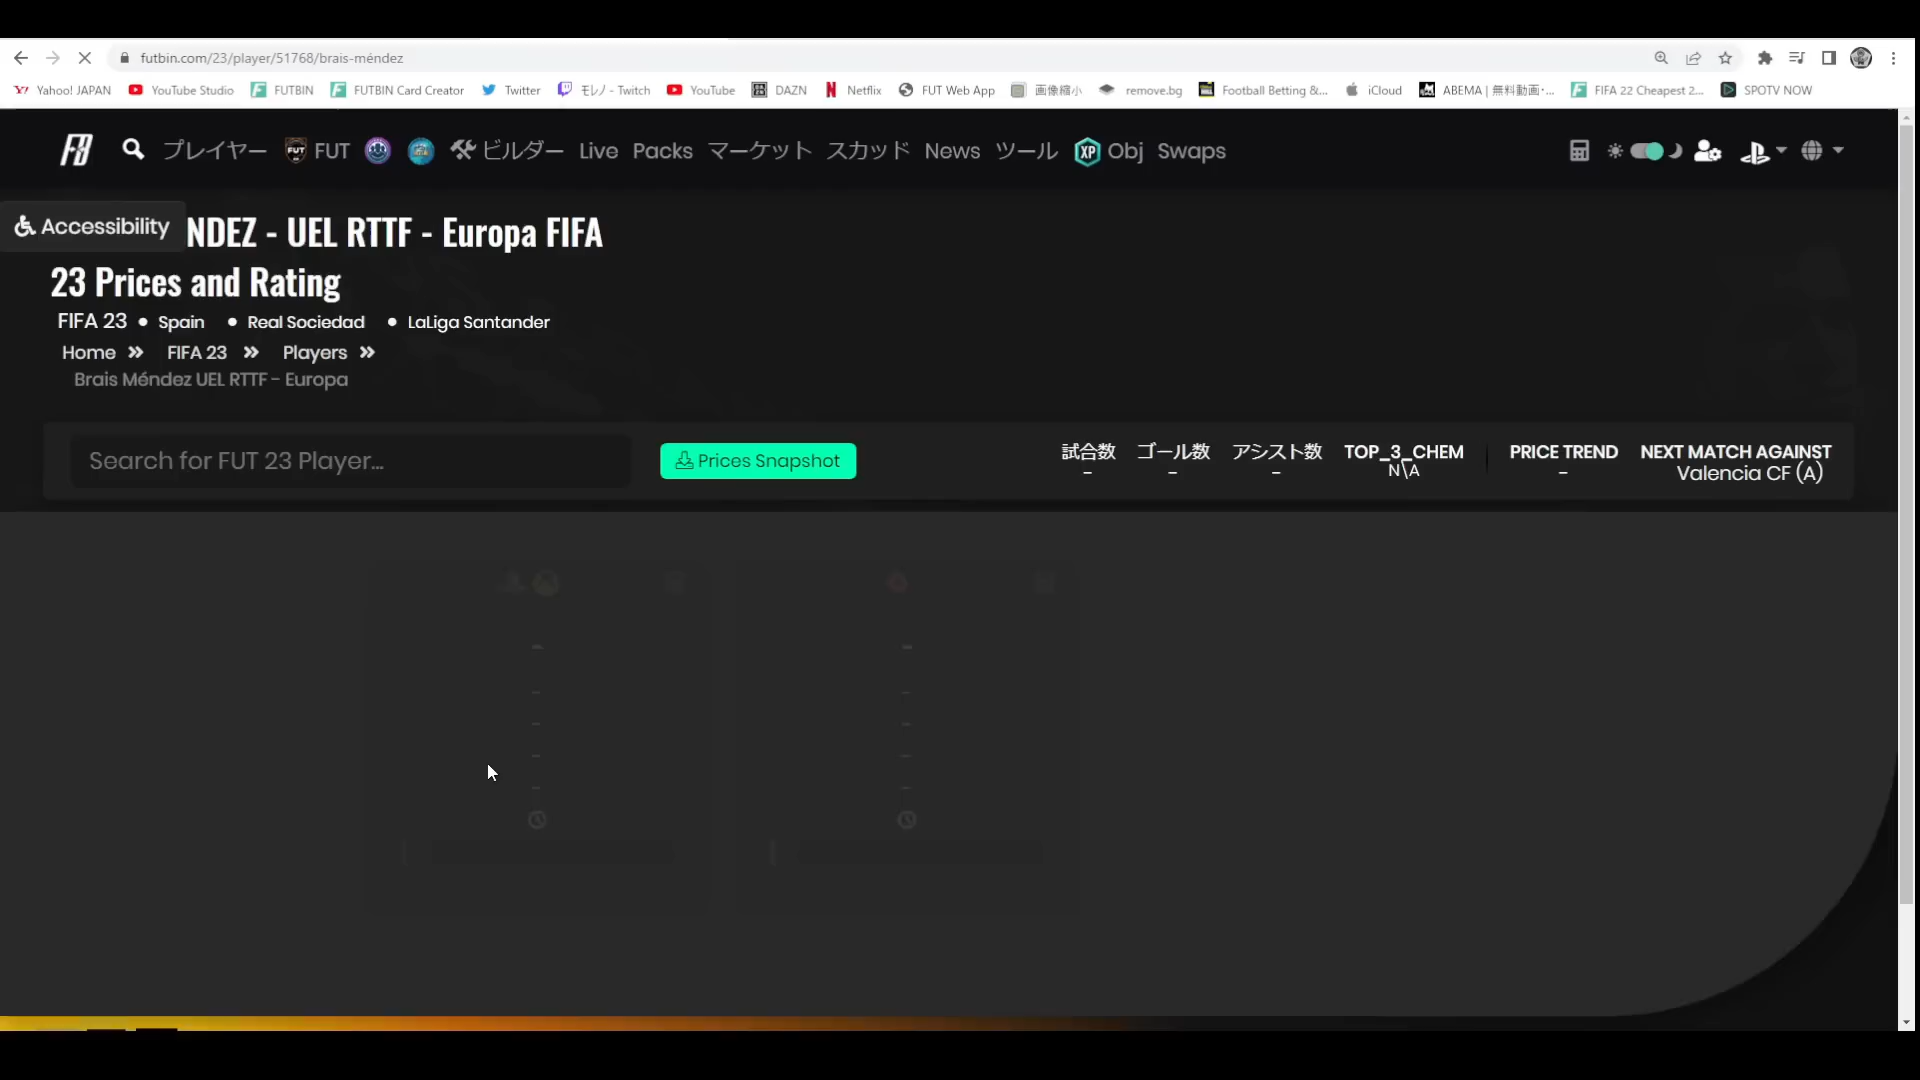 futbin.com/23/player/51768/brais-méndez
Yahoo! JAPAN YouTube Studio FUTBIN FUTBIN Card Creator Twitter モレノ - Twitch YouTube DAZN Netflix FUT Web App 画像縮小 remove.bg Football Betting &... iCloud ABEMA | 無料動画・... FIFA 22 Cheapest 2... SPOTV NOW
プレイヤー FUT ビルダー Live Packs マーケット スカッド News ツール XP Obj Swaps
Accessibility NDEZ - UEL RTTF - Europa FIFA
23 Prices and Rating
FIFA 23 • Spain • Real Sociedad • LaLiga Santander
Home » FIFA 23 » Players »
Brais Méndez UEL RTTF - Europa
Search for FUT 23 Player...
Prices Snapshot
試合数 ゴール数 アシスト数 TOP_3_CHEM PRICE TREND NEXT MATCH AGAINST
- - - N\A - Valencia CF (A)